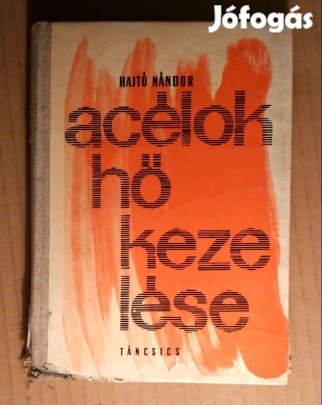 Jófogás
HAJTÓ NÁNDOR
acélok
hő
keze
lése
TÁNCSICS